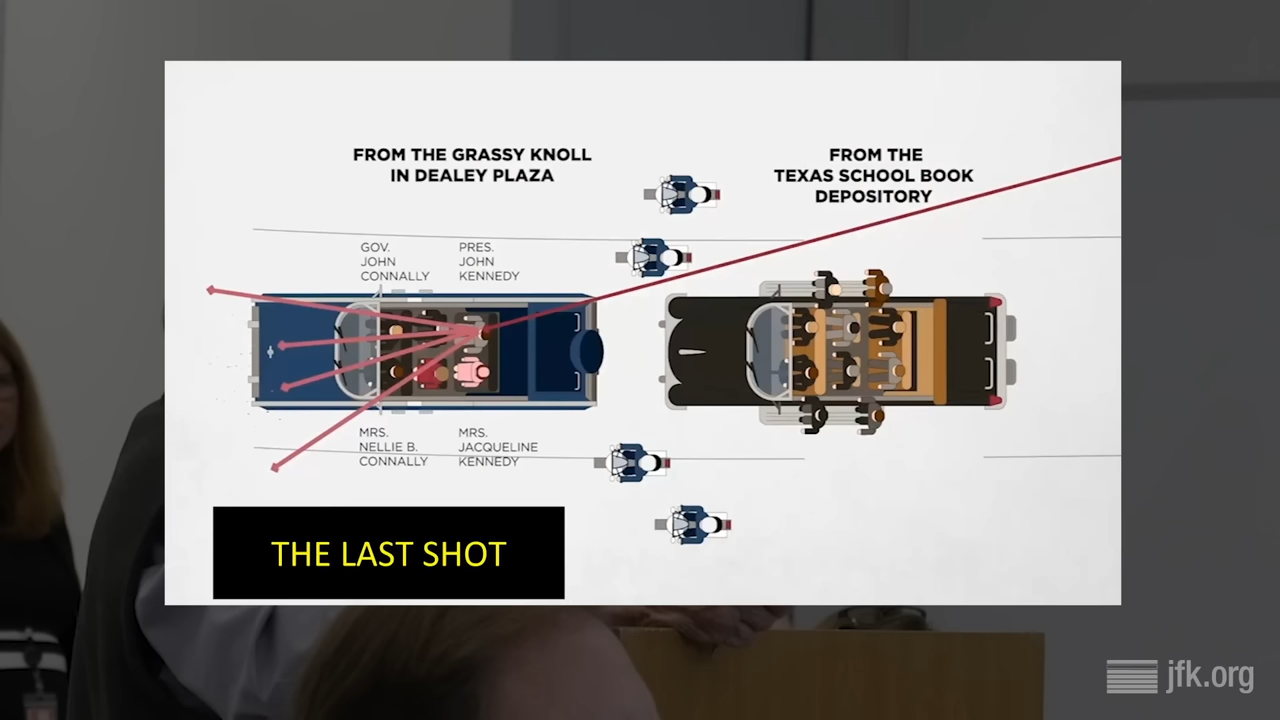 FROM THE GRASSY KNOLL
IN DEALEY PLAZA
FROM THE
TEXAS SCHOOL BOOK
DEPOSITORY
GOV.
JOHN
CONNALLY
PRES.
JOHN
KENNEDY
MRS.
NELLIE B.
CONNALLY
MRS.
JACQUELINE
KENNEDY
THE LAST SHOT
jfk.org